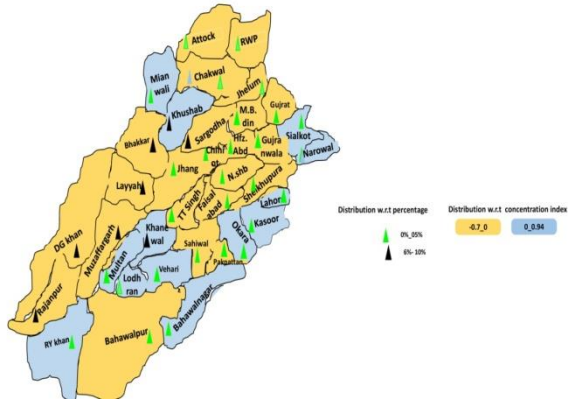 Attock
RWP
Mian
wali
Chakwal
Jhelum
Khushab
M.B.
din
Gujrat
Sialkot
Bhakkar
Sargodha
Hfz.
Abd
Gujra
nwala
Narowal
Chini
ot
Jhang
N.shb
Sheikhupura
Layyah
TT Singh
Faisal
abad
Lahor
DG khan
Muzaffargarh
Khane
wal
Okara
Kasoor
Multan
Sahiwal
Pakpattan
Rajanpur
Lodh
ran
Vehari
Bahawalnagar
RY khan
Bahawalpur
Distribution w.r.t percentage
0%_05%
6%- 10%
Distribution w.r.t concentration index
-0.7_0
0_0.94